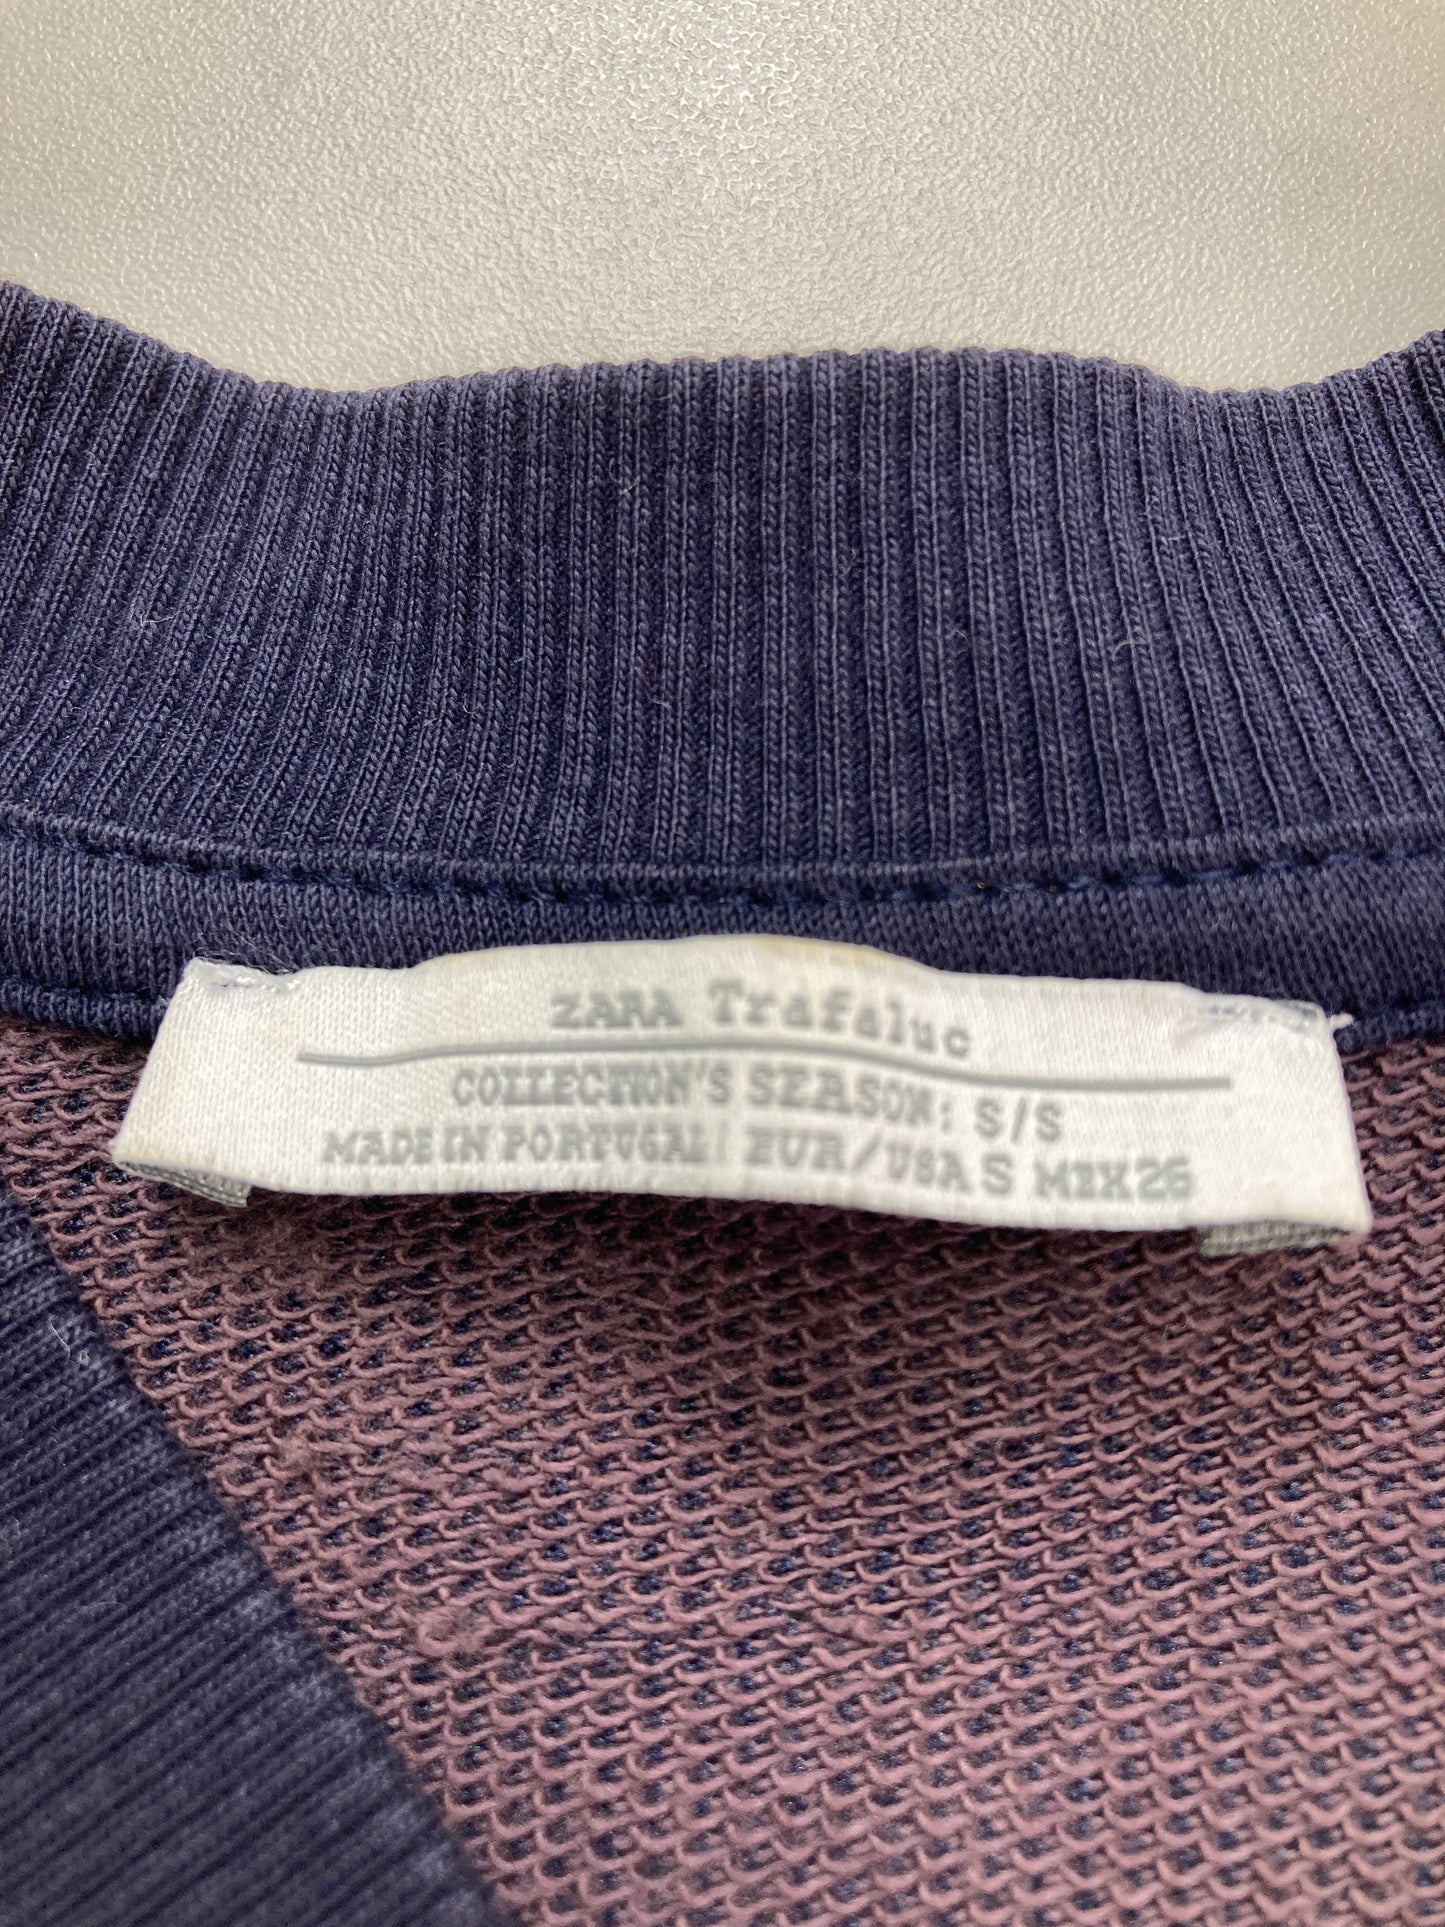 ZARA Trafaluc
COLLECTION'S SEASON: S/S
MADE IN PORTUGAL EUR/USA S MEX 26